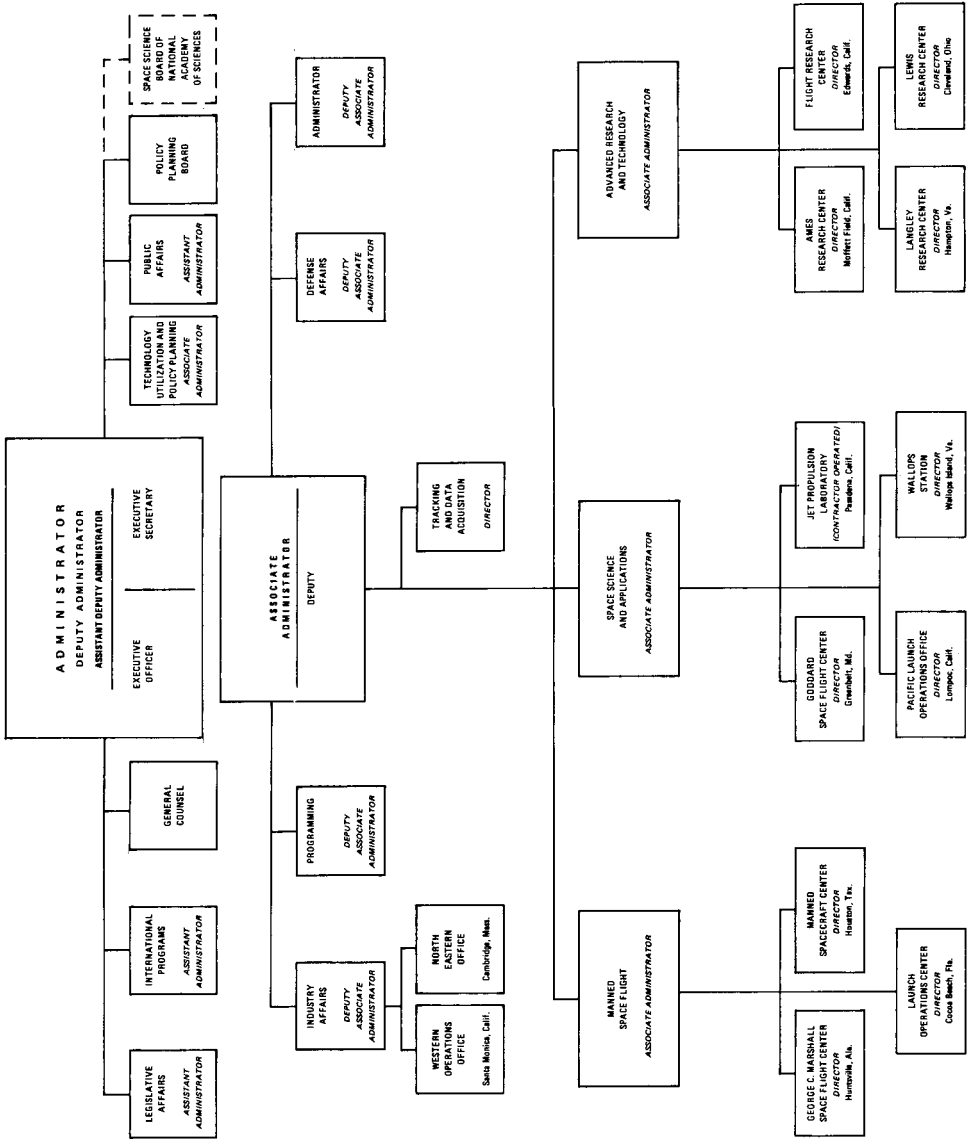 ADMINISTRATOR
DEPUTY ADMINISTRATOR
ASSISTANT DEPUTY ADMINISTRATOR
EXECUTIVE
OFFICER
EXECUTIVE
SECRETARY
LEGISLATIVE
AFFAIRS
ASSISTANT
ADMINISTRATOR
INTERNATIONAL
PROGRAMS
ASSISTANT
ADMINISTRATOR
GENERAL
COUNSEL
TECHNOLOGY
UTILIZATION AND
POLICY PLANNING
ASSOCIATE
ADMINISTRATOR
PUBLIC
AFFAIRS
ASSISTANT
ADMINISTRATOR
POLICY
PLANNING
BOARD
SPACE SCIENCE
BOARD OF
NATIONAL
ACADEMY
OF SCIENCES
ASSOCIATE
ADMINISTRATOR
DEPUTY
INDUSTRY
AFFAIRS
DEPUTY
ASSOCIATE
ADMINISTRATOR
PROGRAMMING
DEPUTY
ASSOCIATE
ADMINISTRATOR
DEFENSE
AFFAIRS
DEPUTY
ASSOCIATE
ADMINISTRATOR
ADMINISTRATOR
DEPUTY
ASSOCIATE
ADMINISTRATOR
WESTERN
OPERATIONS
OFFICE
Santa Monica, Calif.
NORTH
EASTERN
OFFICE
Cambridge, Mass.
TRACKING
AND DATA
ACQUISITION
DIRECTOR
MANNED
SPACE FLIGHT
ASSOCIATE ADMINISTRATOR
SPACE SCIENCE
AND APPLICATIONS
ASSOCIATE ADMINISTRATOR
ADVANCED RESEARCH
AND TECHNOLOGY
ASSOCIATE ADMINISTRATOR
GEORGE C. MARSHALL
SPACE FLIGHT CENTER
DIRECTOR
Huntsville, Ala.
MANNED
SPACECRAFT CENTER
DIRECTOR
Houston, Tex.
LAUNCH
OPERATIONS CENTER
DIRECTOR
Cocoa Beach, Fla.
GODDARD
SPACE FLIGHT CENTER
DIRECTOR
Greenbelt, Md.
JET PROPULSION
LABORATORY
(CONTRACTOR OPERATED)
Pasadena, Calif.
PACIFIC LAUNCH
OPERATIONS OFFICE
DIRECTOR
Lompoc, Calif.
WALLOPS
STATION
DIRECTOR
Wallops Island, Va.
AMES
RESEARCH CENTER
DIRECTOR
Moffett Field, Calif.
FLIGHT RESEARCH
CENTER
DIRECTOR
Edwards, Calif.
LANGLEY
RESEARCH CENTER
DIRECTOR
Hampton, Va.
LEWIS
RESEARCH CENTER
DIRECTOR
Cleveland, Ohio